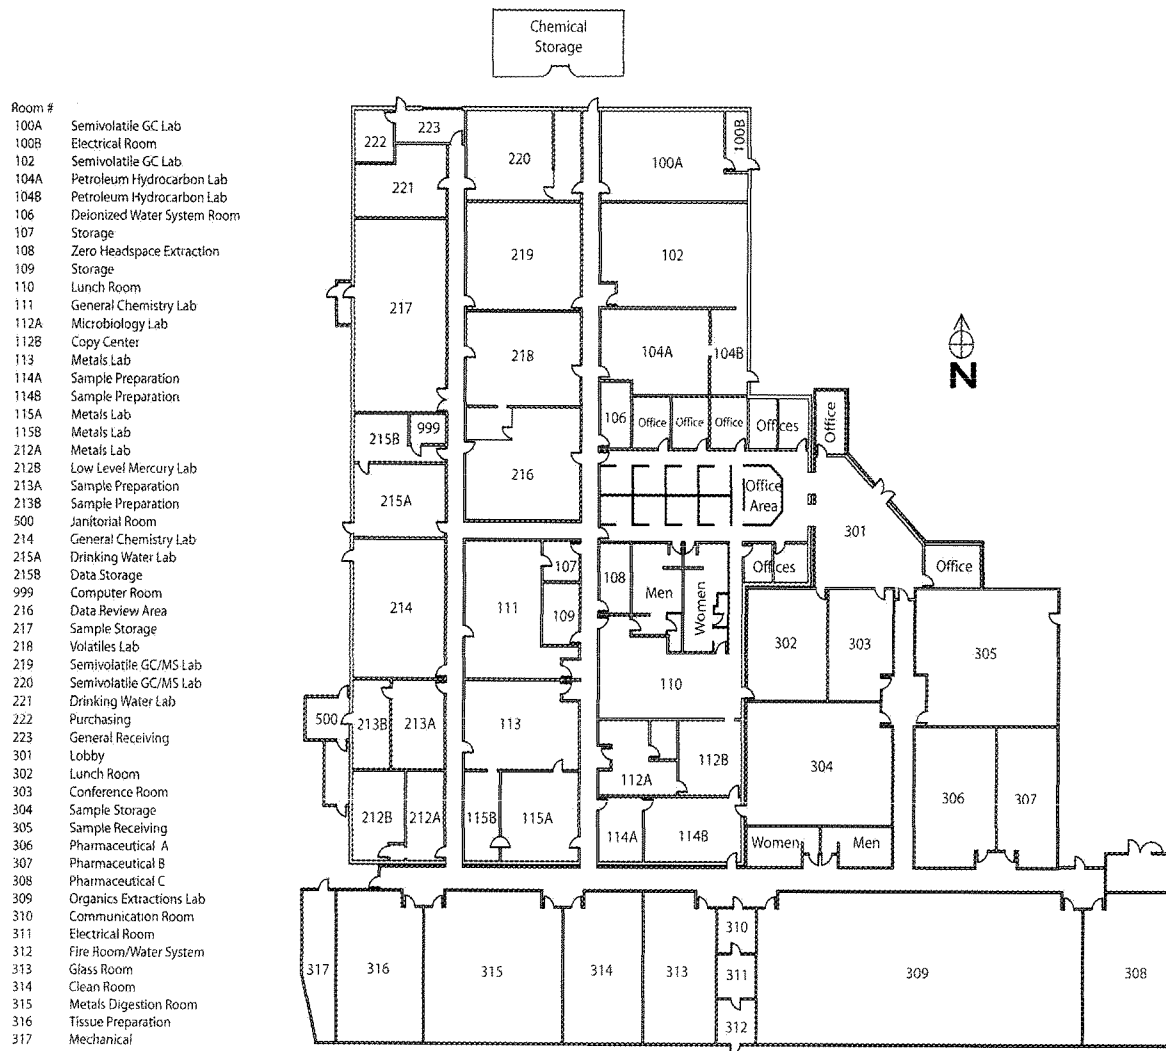 Chemical
Storage
Room #
100A Semivolatile GC Lab
100B Electrical Room
102 Semivolatile GC Lab
104A Petroleum Hydrocarbon Lab
104B Petroleum Hydrocarbon Lab
106 Deionized Water System Room
107 Storage
108 Zero Headspace Extraction
109 Storage
110 Lunch Room
111 General Chemistry Lab
112A Microbiology Lab
112B Copy Center
113 Metals Lab
114A Sample Preparation
114B Sample Preparation
115A Metals Lab
115B Metals Lab
212A Metals Lab
212B Low Level Mercury Lab
213A Sample Preparation
213B Sample Preparation
500 Janitorial Room
214 General Chemistry Lab
215A Drinking Water Lab
215B Data Storage
999 Computer Room
216 Data Review Area
217 Sample Storage
218 Volatiles Lab
219 Semivolatile GC/MS Lab
220 Semivolatile GC/MS Lab
221 Drinking Water Lab
222 Purchasing
223 General Receiving
301 Lobby
302 Lunch Room
303 Conference Room
304 Sample Storage
305 Sample Receiving
306 Pharmaceutical A
307 Pharmaceutical B
308 Pharmaceutical C
309 Organics Extractions Lab
310 Communication Room
311 Electrical Room
312 Fire Room/Water System
313 Glass Room
314 Clean Room
315 Metals Digestion Room
316 Tissue Preparation
317 Mechanical
222
223
220
100A
100B
221
219
102
217
218
104A
104B
N
215B
999
106
Office
Office
Office
Offices
Office
216
215A
Office
Area
301
107
108
Men
Women
Offices
Office
214
111
109
302
303
305
110
500
213B
213A
113
112A
112B
304
306
307
212B
212A
115B
115A
114A
114B
Women
Men
317
316
315
314
313
310
311
312
309
308